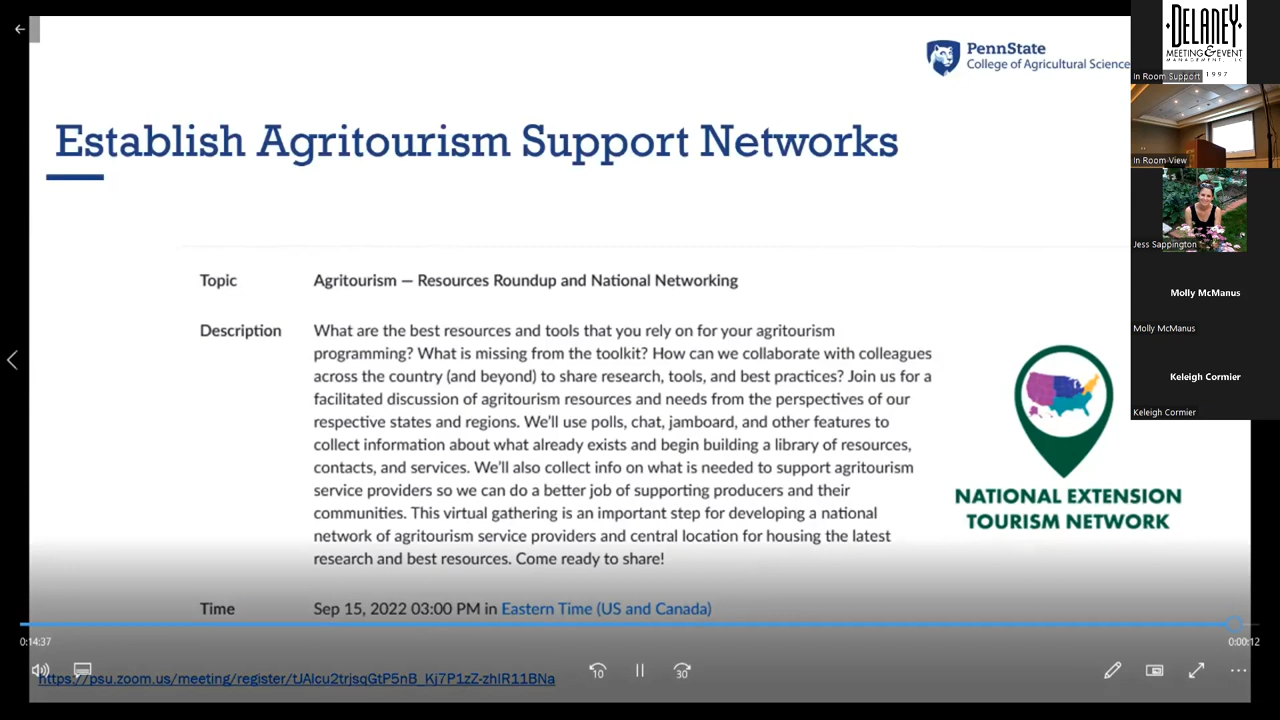 PennState
College of Agricultural Science
Establish Agritourism Support Networks
Topic
Agritourism — Resources Roundup and National Networking
Description
What are the best resources and tools that you rely on for your agritourism
programming? What is missing from the toolkit? How can we collaborate with colleagues
across the country (and beyond) to share research, tools, and best practices? Join us for a
facilitated discussion of agritourism resources and needs from the perspectives of our
respective states and regions. We'll use polls, chat, jamboard, and other features to
collect information about what already exists and begin building a library of resources,
contacts, and services. We'll also collect info on what is needed to support agritourism
service providers so we can do a better job of supporting producers and their
communities. This virtual gathering is an important step for developing a national
network of agritourism service providers and central location for housing the latest
research and best resources. Come ready to share!
Time
Sep 15, 2022 03:00 PM in Eastern Time (US and Canada)
NATIONAL EXTENSION
TOURISM NETWORK
0:14:37
0:00:12
10
30
https://psu.zoom.us/meeting/register/tJAlcu2trjsqGtP5nB_Kj7P1zZ-zhlR11BNa
DELANEY
MEETING & EVENT
MANAGEMENT, LLC
1997
In Room Support
In Room View
Jess Sappington
Molly McManus
Molly McManus
Keleigh Cormier
Keleigh Cormier